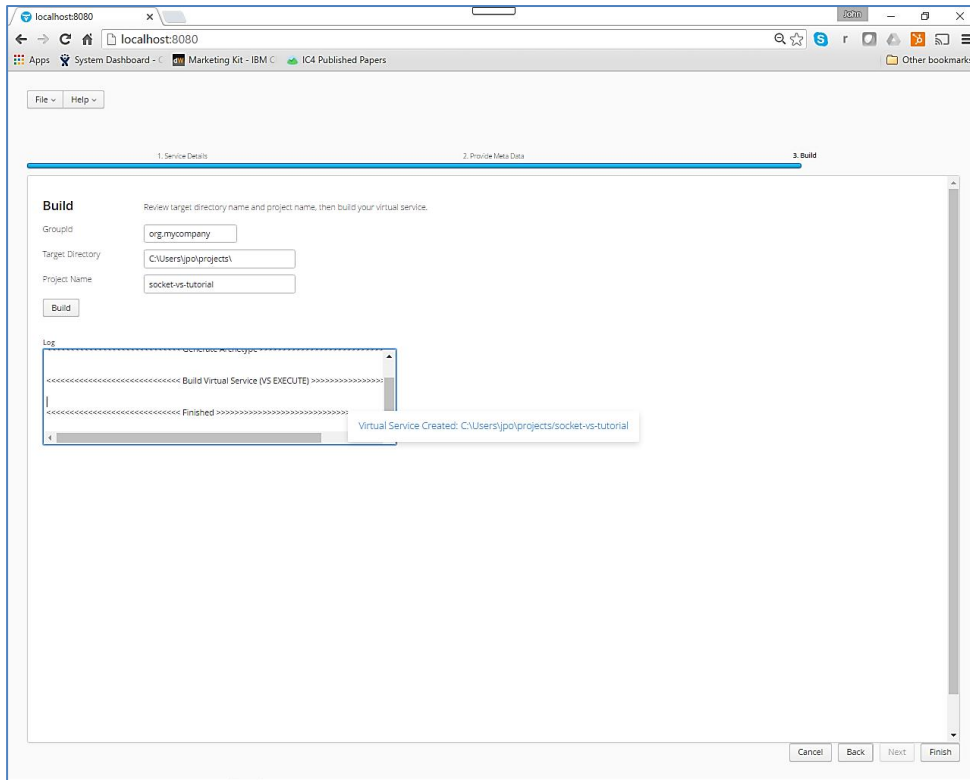 localhost:8080
John
localhost:8080
Apps System Dashboard - C Marketing Kit - IBM C IC4 Published Papers Other bookmarks
File Help
1. Service Details 2. Provide Meta Data 3. Build
Build Review target directory name and project name, then build your virtual service.
GroupId org.mycompany
Target Directory C:\Users\jpo\projects\
Project Name socket-vs-tutorial
Build
Log
Generate Archetype
<<<<<<<<<<<<<<<<<<<<<<<<<<<<<< Build Virtual Service (VS EXECUTE) >>>>>>>>>>>>>>>>
<<<<<<<<<<<<<<<<<<<<<<<<<<<<<< Finished >>>>>>>>>>>>>>>>>>>>>>>>>>>>>
Virtual Service Created: C:\Users\jpo\projects/socket-vs-tutorial
Cancel Back Next Finish